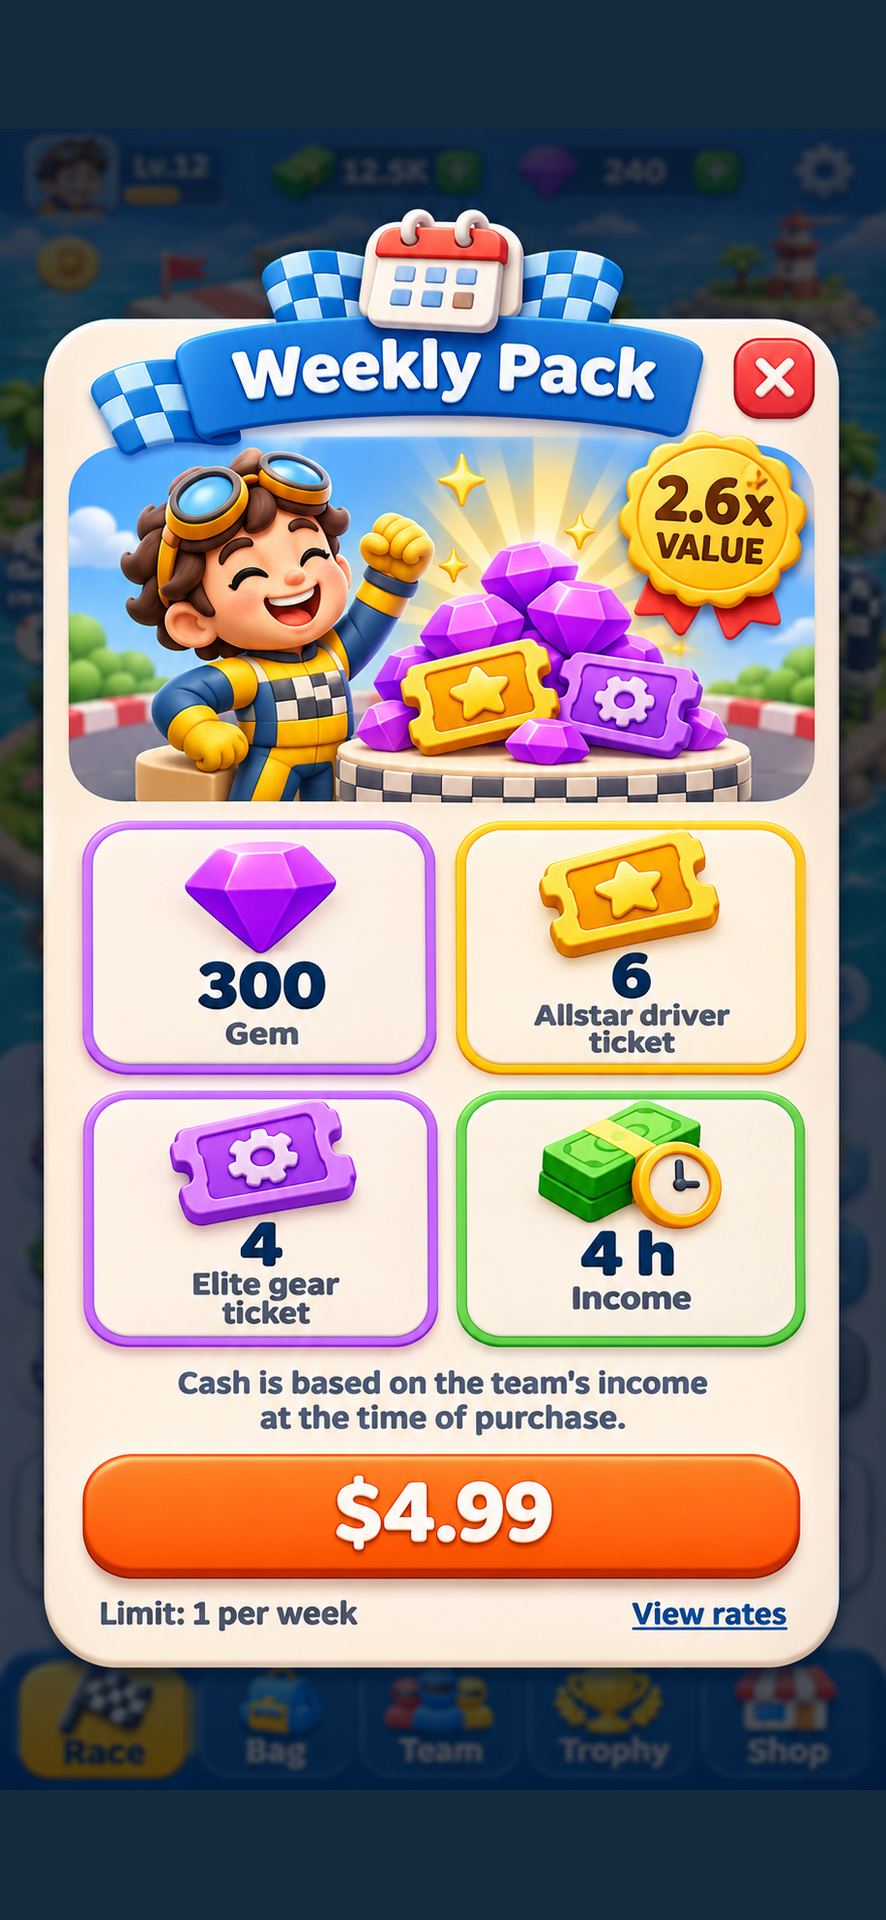 Lv.12
12.5K
240
Weekly Pack
2.6x
VALUE
300
Gem
6
Allstar driver
ticket
4
Elite gear
ticket
4 h
Income
Cash is based on the team's income
at the time of purchase.
$4.99
Limit: 1 per week
View rates
Race
Bag
Team
Trophy
Shop